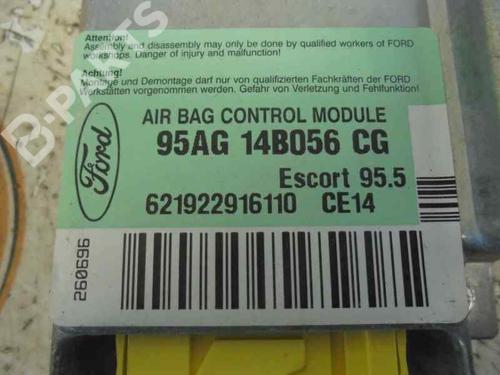 B-PARTS
Attention!
Assembly and disassembly may only be done by qualified workers of FORD
workshops. Danger of injury and malfunction!
Achtung!
Montage und Demontage darf nur von qualifizierten Fachkräften der FORD
Werkstätten vorgenommen werden. Gefahr von Verletzung und Fehlfunktion!
Ford
AIR BAG CONTROL MODULE
95AG 14B056 CG
Escort 95.5
621922916110 CE14
260696